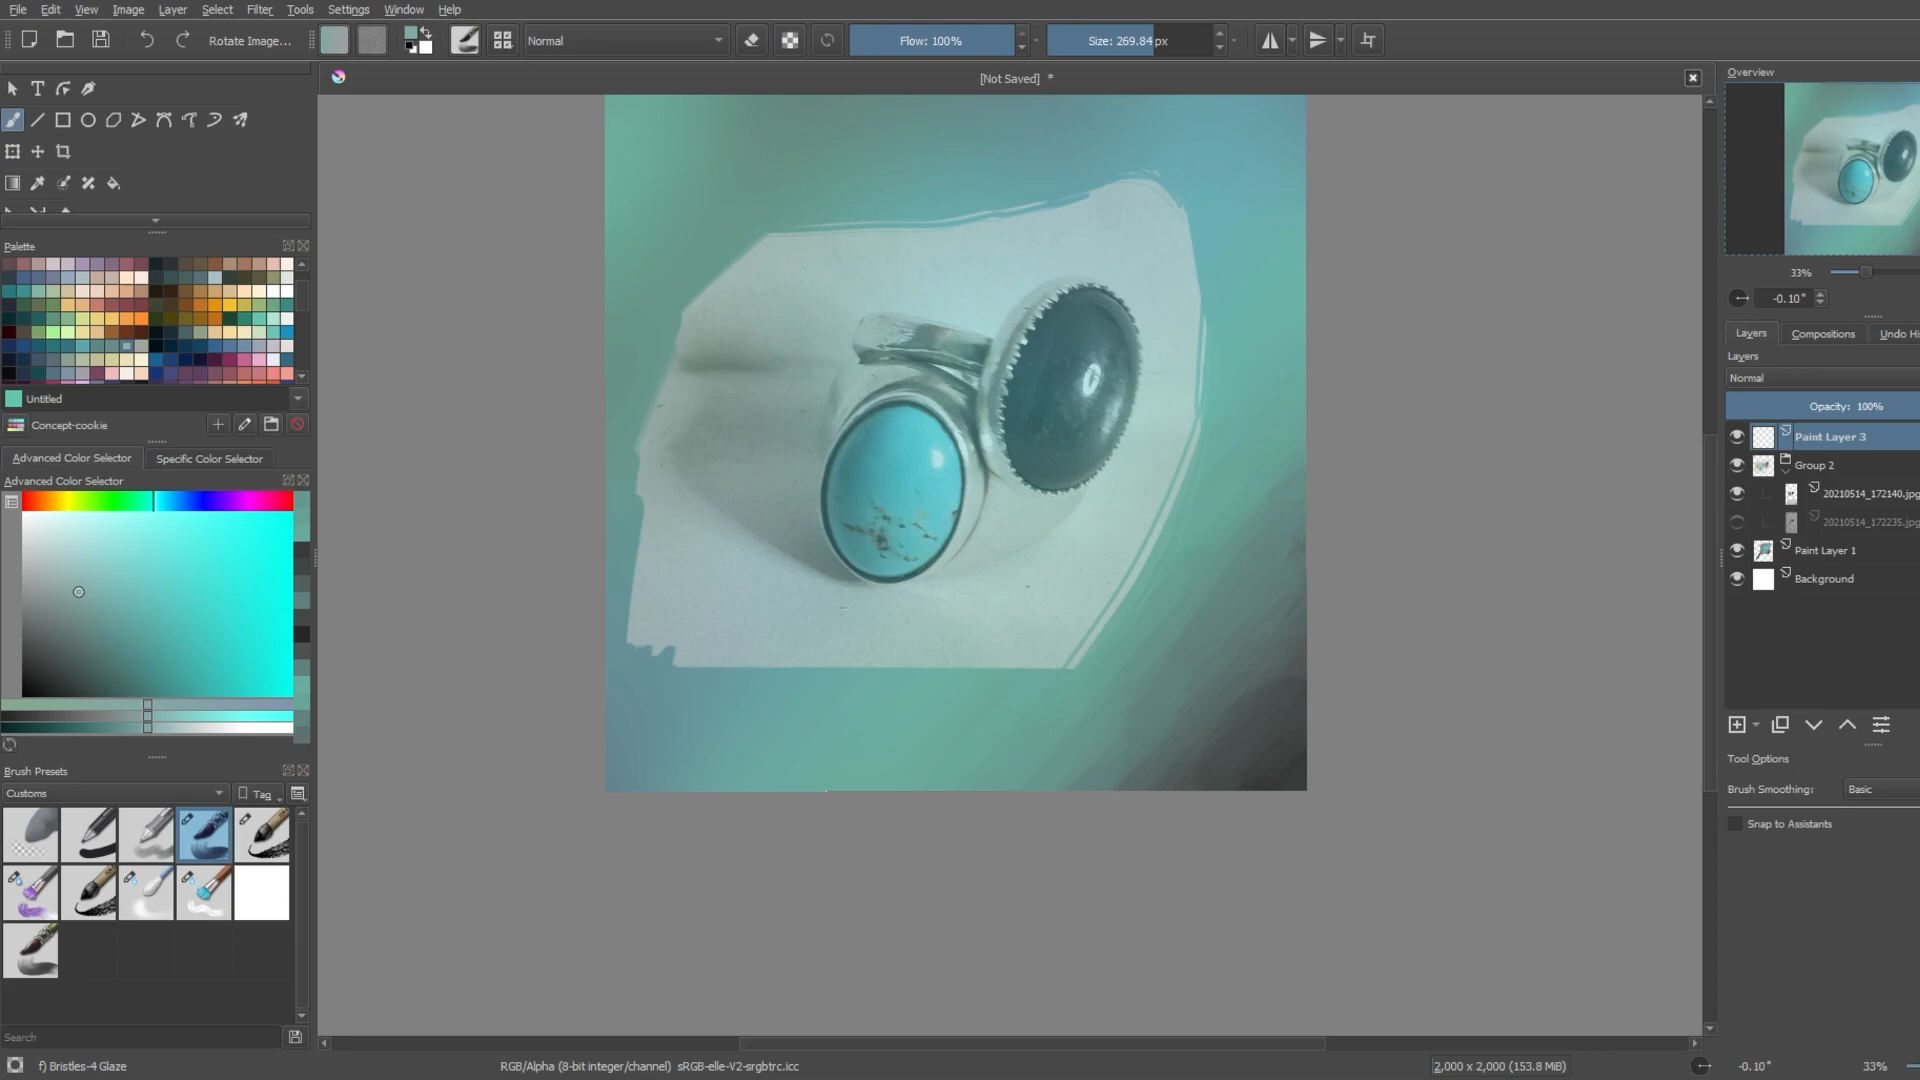 File Edit View Image Layer Select Filter Tools Settings Window Help
Rotate Image... Normal Flow: 100% Size: 269.84 px
[Not Saved] *
Overview
33%
-0.10°
Palette
Untitled
Concept-cookie
Advanced Color Selector Specific Color Selector
Advanced Color Selector
Brush Presets
Customs Tag
Search
f) Bristles-4 Glaze
RGB/Alpha (8-bit integer/channel) sRGB-elle-V2-srgbtrc.icc
2,000 x 2,000 (153.8 MiB)
-0.10°
33%
Layers Compositions Undo Hi
Layers
Normal
Opacity: 100%
Paint Layer 3
Group 2
20210514_172140.jpg
20210514_172235.jpg
Paint Layer 1
Background
Tool Options
Brush Smoothing: Basic
Snap to Assistants